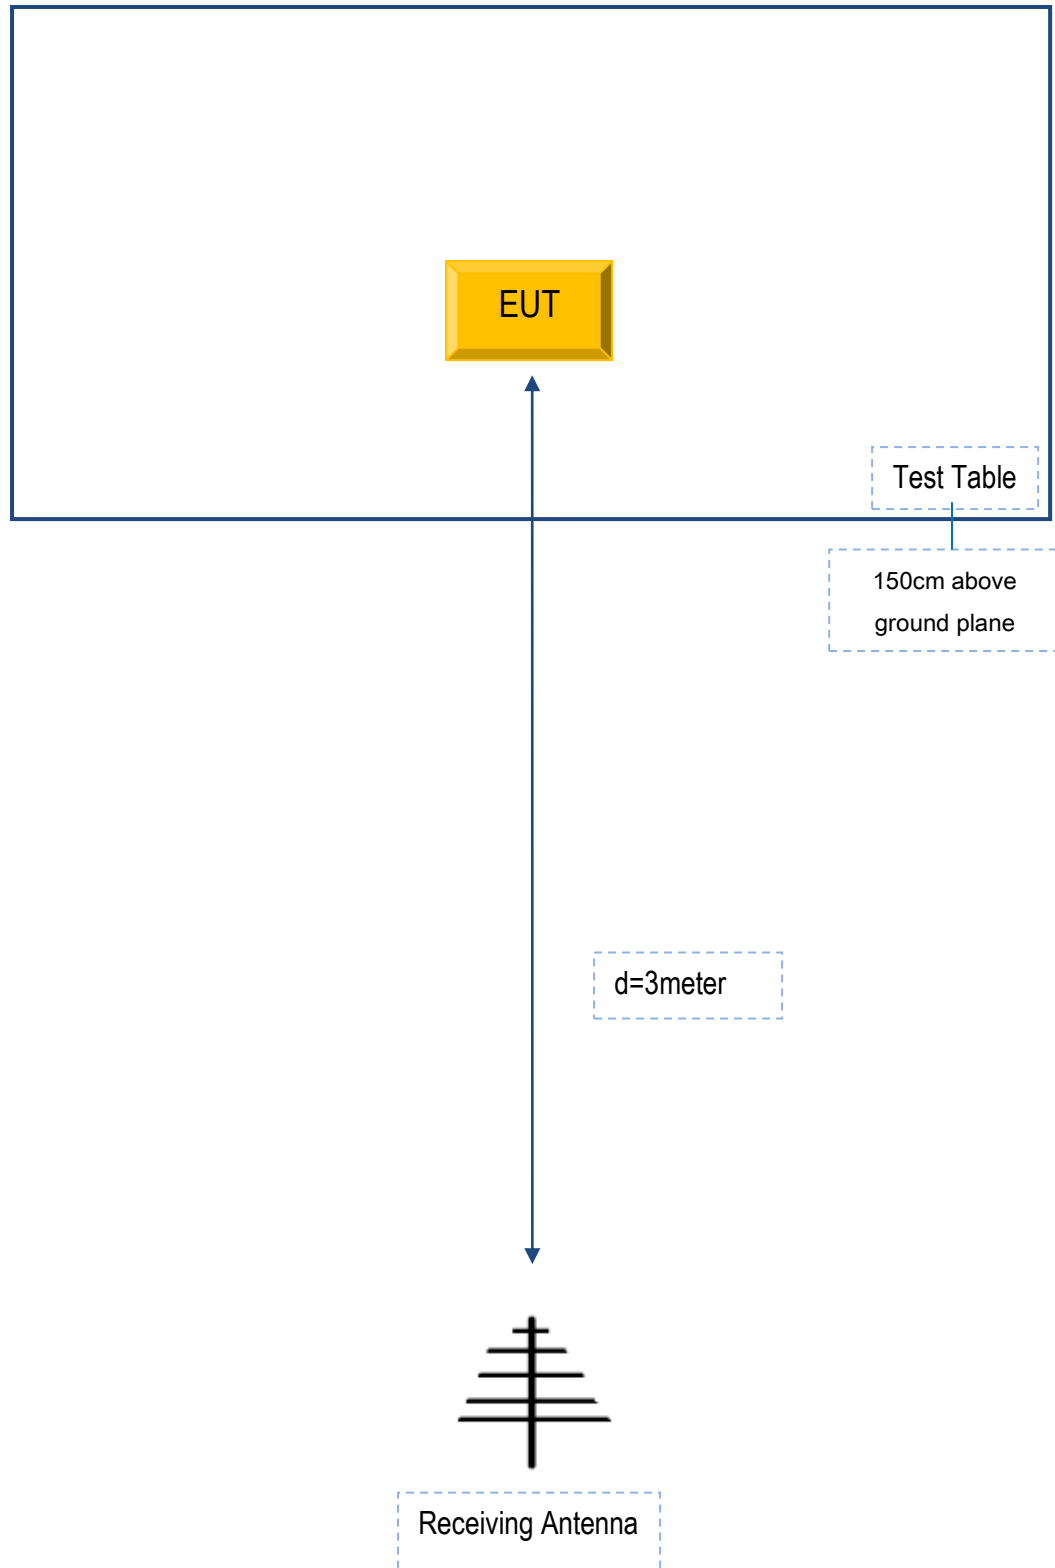 EUT
Test Table
150cm above
ground plane
d=3meter
Receiving Antenna